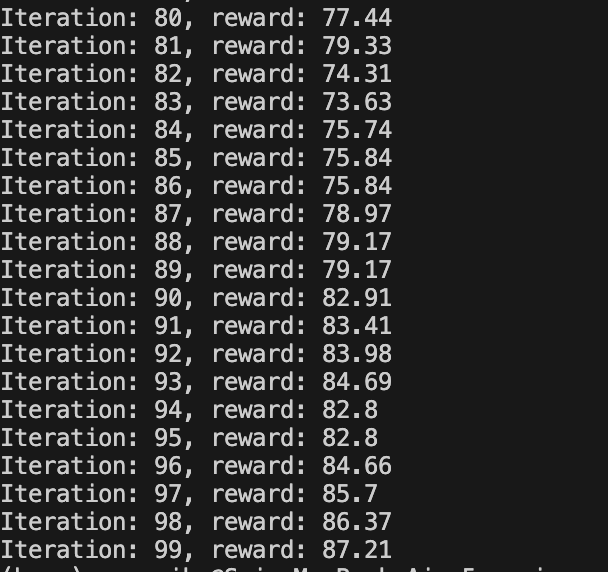 Iteration: 80, reward: 77.44
Iteration: 81, reward: 79.33
Iteration: 82, reward: 74.31
Iteration: 83, reward: 73.63
Iteration: 84, reward: 75.74
Iteration: 85, reward: 75.84
Iteration: 86, reward: 75.84
Iteration: 87, reward: 78.97
Iteration: 88, reward: 79.17
Iteration: 89, reward: 79.17
Iteration: 90, reward: 82.91
Iteration: 91, reward: 83.41
Iteration: 92, reward: 83.98
Iteration: 93, reward: 84.69
Iteration: 94, reward: 82.8
Iteration: 95, reward: 82.8
Iteration: 96, reward: 84.66
Iteration: 97, reward: 85.7
Iteration: 98, reward: 86.37
Iteration: 99, reward: 87.21